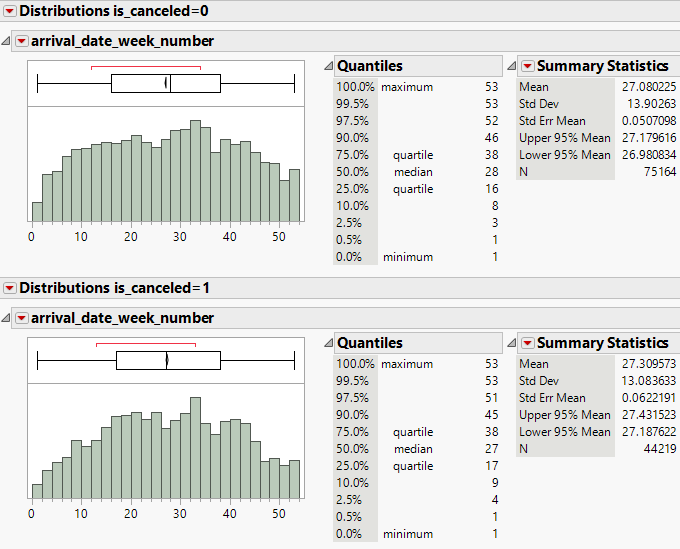 Distributions is_canceled=0
arrival_date_week_number
Quantiles
100.0% maximum 53
99.5% 53
97.5% 52
90.0% 46
75.0% quartile 38
50.0% median 28
25.0% quartile 16
10.0% 8
2.5% 3
0.5% 1
0.0% minimum 1
Summary Statistics
Mean 27.080225
Std Dev 13.90263
Std Err Mean 0.0507098
Upper 95% Mean 27.179616
Lower 95% Mean 26.980834
N 75164
0 10 20 30 40 50
Distributions is_canceled=1
arrival_date_week_number
Quantiles
100.0% maximum 53
99.5% 53
97.5% 51
90.0% 45
75.0% quartile 38
50.0% median 27
25.0% quartile 17
10.0% 9
2.5% 4
0.5% 1
0.0% minimum 1
Summary Statistics
Mean 27.309573
Std Dev 13.083633
Std Err Mean 0.0622191
Upper 95% Mean 27.431523
Lower 95% Mean 27.187622
N 44219
0 10 20 30 40 50